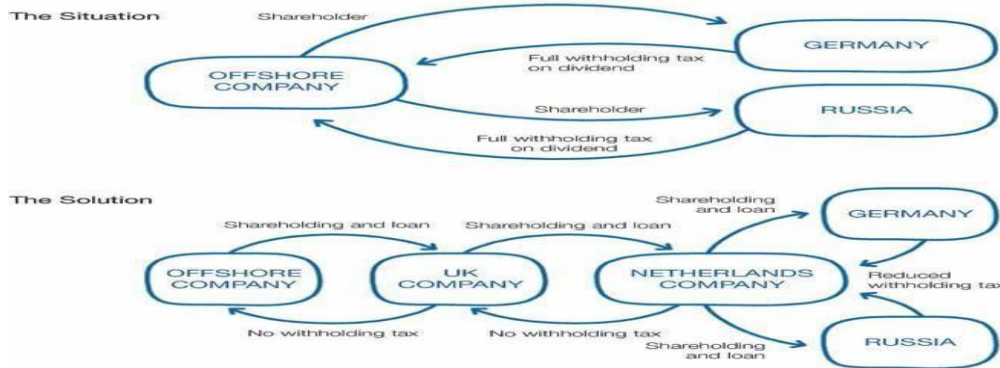 The Situation
Shareholder
GERMANY
OFFSHORE
COMPANY
Full withholding tax
on dividend
Shareholder
RUSSIA
Full withholding tax
on dividend
The Solution
Shareholding
and loan
GERMANY
Shareholding and loan
Shareholding and loan
OFFSHORE
COMPANY
UK
COMPANY
NETHERLANDS
COMPANY
Reduced
withholding tax
No withholding tax
No withholding tax
Shareholding
and loan
RUSSIA